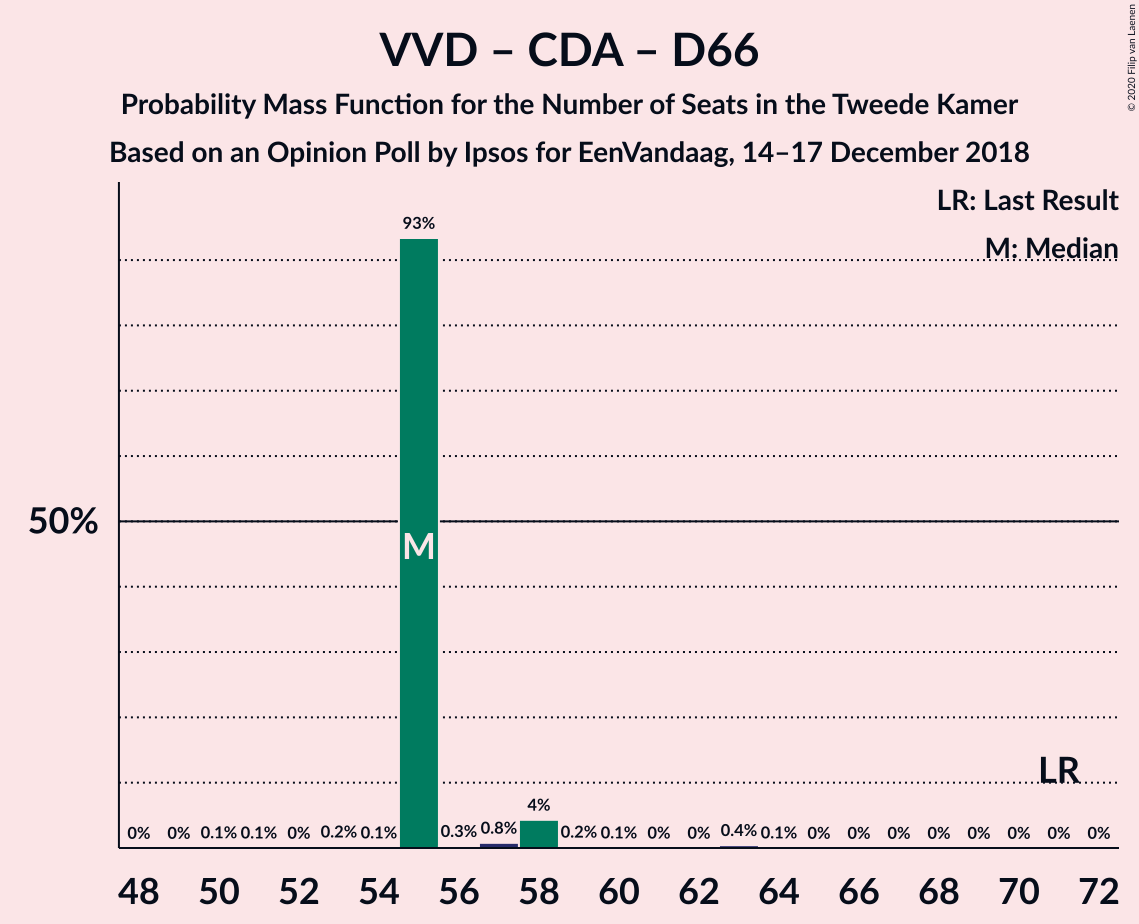 VVD – CDA – D66
Probability Mass Function for the Number of Seats in the Tweede Kamer
Based on an Opinion Poll by Ipsos for EenVandaag, 14–17 December 2018
© 2020 Filip van Laenen
LR: Last Result
M: Median
93%
50%
M
LR
4%
0% 0% 0.1% 0.1% 0% 0.2% 0.1% 0.3% 0.8% 0.2% 0.1% 0% 0% 0.4% 0.1% 0% 0% 0% 0% 0% 0% 0% 0%
48 50 52 54 56 58 60 62 64 66 68 70 72